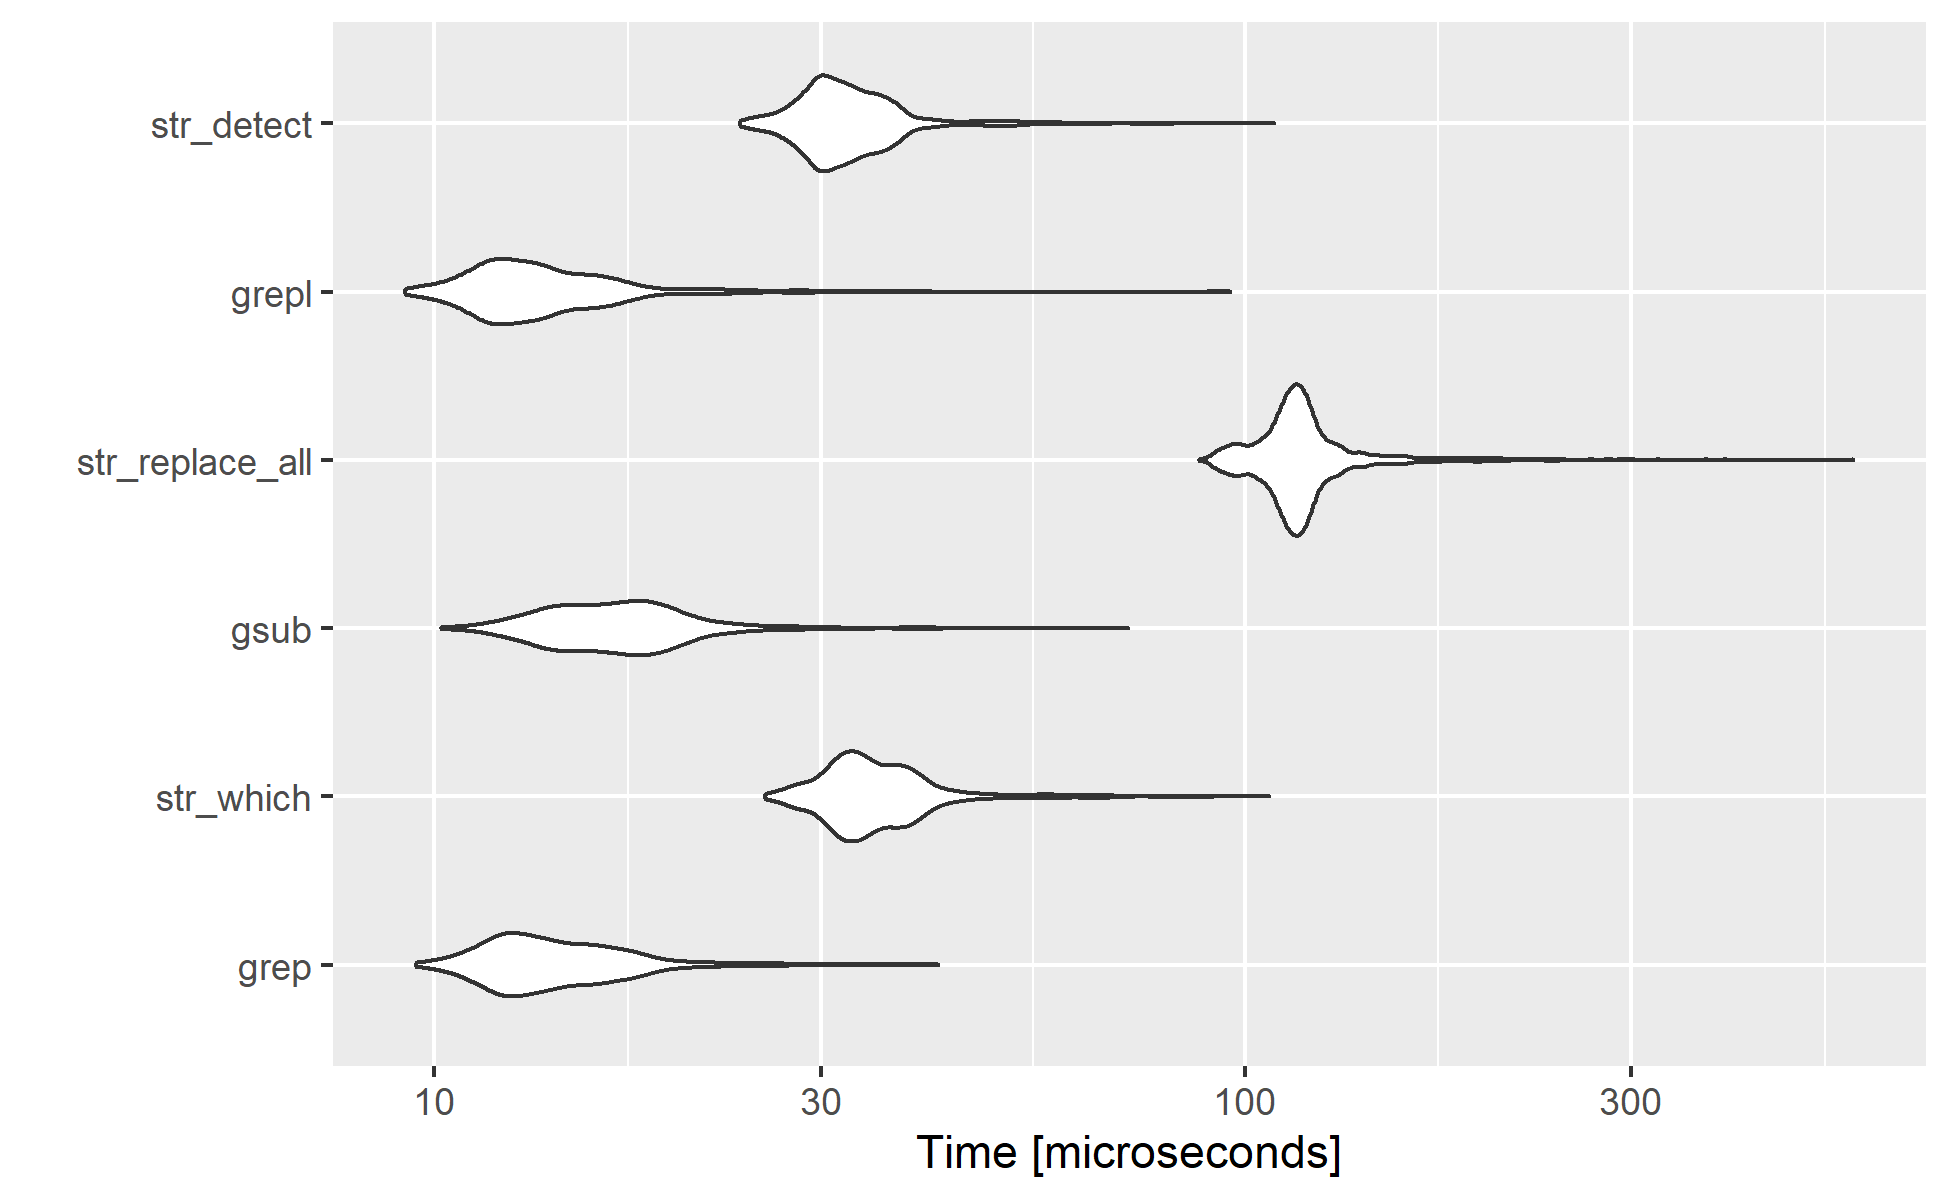 str_detect
grepl
str_replace_all
gsub
str_which
grep
10 30 100 300
Time [microseconds]